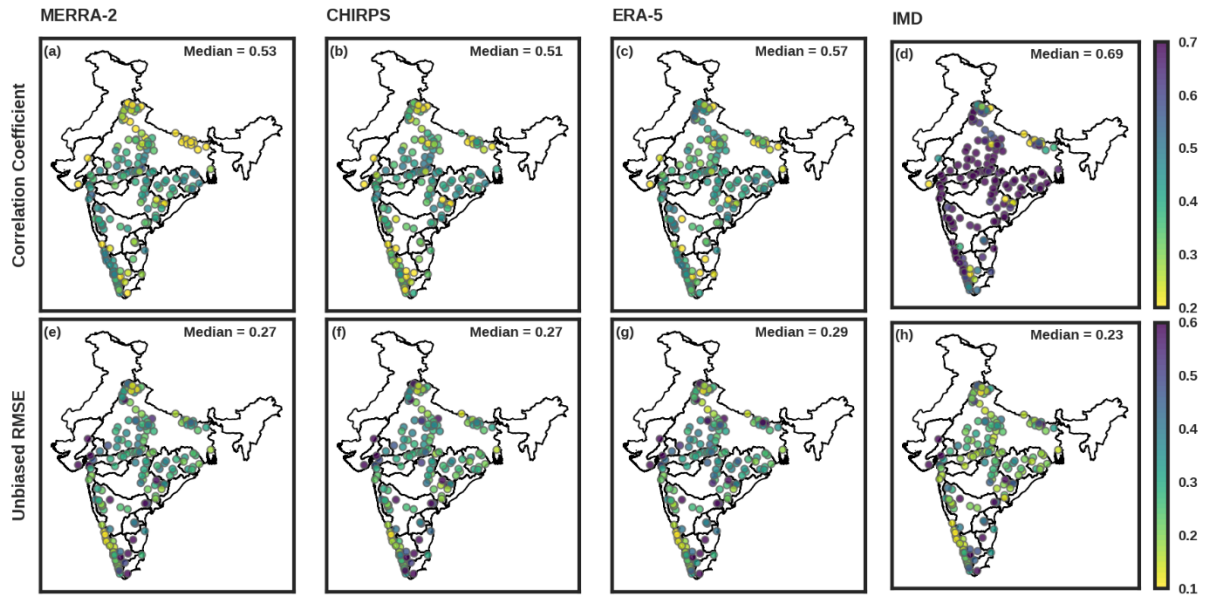 MERRA-2 CHIRPS ERA-5 IMD
Correlation Coefficient
(a) Median = 0.53
(b) Median = 0.51
(c) Median = 0.57
(d) Median = 0.69
0.7
0.6
0.5
0.4
0.3
0.2
Unbiased RMSE
(e) Median = 0.27
(f) Median = 0.27
(g) Median = 0.29
(h) Median = 0.23
0.6
0.5
0.4
0.3
0.2
0.1